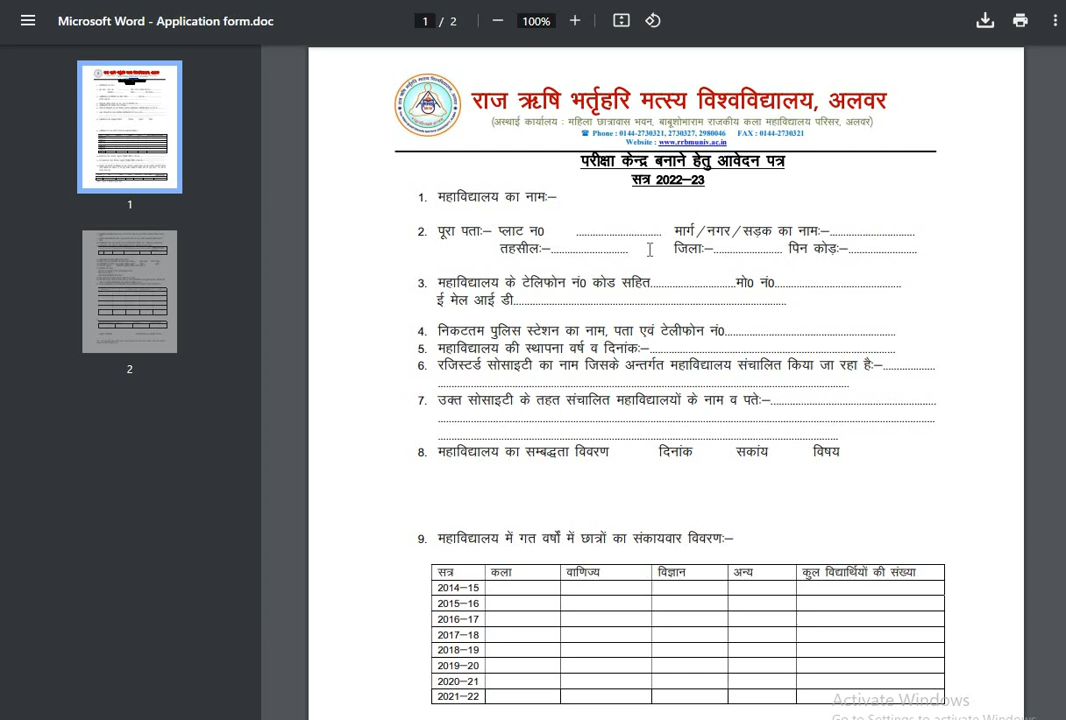 Microsoft Word - Application form.doc
1 / 2
100%
1
2
राज ऋषि भर्तृहरि मत्स्य विश्वविद्यालय, अलवर
(अस्थाई कार्यालय : महिला छात्रावास भवन, बाबूशोभाराम राजकीय कला महाविद्यालय परिसर, अलवर)
☎ Phone : 0144-2730321, 2730327, 2980046 FAX : 0144-2730321
Website : www.rrbmuniv.ac.in
परीक्षा केन्द्र बनाने हेतु आवेदन पत्र
सत्र 2022–23
1. महाविद्यालय का नामः–
2. पूरा पताः– प्लाट न0 .............................. मार्ग/नगर/सड़क का नामः–..............................
तहसीलः–........................... जिलाः–........................ पिन कोड़ः–........................
3. महाविद्यालय के टेलिफोन नं0 कोड सहित..............................मो0 नं0.............................................
ई मेल आई डी...............................................................................................
4. निकटतम पुलिस स्टेशन का नाम, पता एवं टेलीफोन नं0............................................................
5. महाविद्यालय की स्थापना वर्ष व दिनांकः–.......................................................................................
6. रजिस्टर्ड सोसाइटी का नाम जिसके अन्तर्गत महाविद्यालय संचालित किया जा रहा हैः–..................
7. उक्त सोसाइटी के तहत संचालित महाविद्यालयों के नाम व पतेः–..........................................................
8. महाविद्यालय का सम्बद्धता विवरण दिनांक सकांय विषय
9. महाविद्यालय में गत वर्षों में छात्रों का संकायवार विवरणः–
सत्र कला वाणिज्य विज्ञान अन्य कुल विद्यार्थियों की संख्या
2014–15
2015–16
2016–17
2017–18
2018–19
2019–20
2020–21
2021–22
Activate Windows
Go to Settings to activate Windows